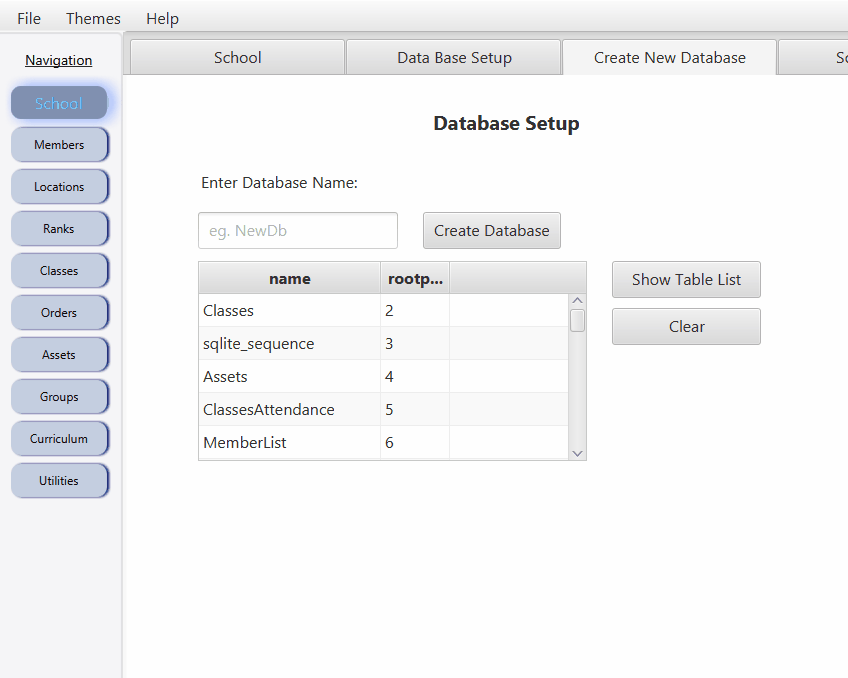 File Themes Help
Navigation
School
Members
Locations
Ranks
Classes
Orders
Assets
Groups
Curriculum
Utilities
School Data Base Setup Create New Database
Database Setup
Enter Database Name:
eg. NewDb Create Database
name rootp...
Classes 2
sqlite_sequence 3
Assets 4
ClassesAttendance 5
MemberList 6
Show Table List
Clear